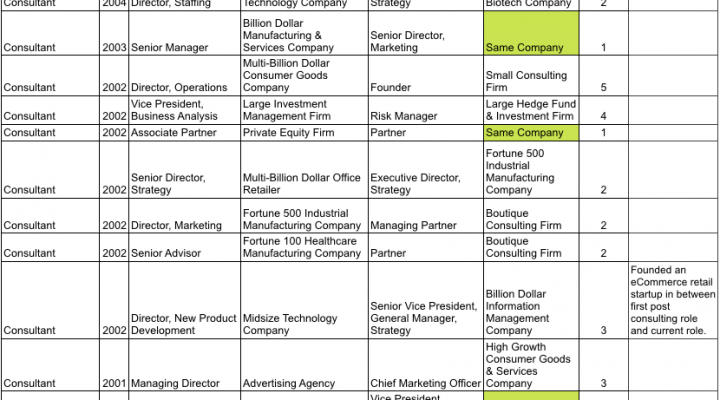 Consultant 2004 Director, Staffing Technology Company Strategy Biotech Company 2
Billion Dollar
Manufacturing & Senior Director,
Consultant 2003 Senior Manager Services Company Marketing Same Company 1
Multi-Billion Dollar
Consumer Goods Small Consulting
Consultant 2002 Director, Operations Company Founder Firm 5
Vice President, Large Investment Large Hedge Fund
Consultant 2002 Business Analysis Management Firm Risk Manager & Investment Firm 4
Consultant 2002 Associate Partner Private Equity Firm Partner Same Company 1
Fortune 500
Industrial
Senior Director, Multi-Billion Dollar Office Executive Director, Manufacturing
Consultant 2002 Strategy Retailer Strategy Company 2
Fortune 500 Industrial Boutique
Consultant 2002 Director, Marketing Manufacturing Company Managing Partner Consulting Firm 2
Fortune 100 Healthcare Boutique
Consultant 2002 Senior Advisor Manufacturing Company Partner Consulting Firm 2
Founded an
eCommerce retail
Billion Dollar startup in between
Senior Vice President, Information first post
Director, New Product Midsize Technology General Manager, Management consulting role
Consultant 2002 Development Company Strategy Company 3 and current role.
High Growth
Consumer Goods
& Services
Consultant 2001 Managing Director Advertising Agency Chief Marketing Officer Company 3
Vice President